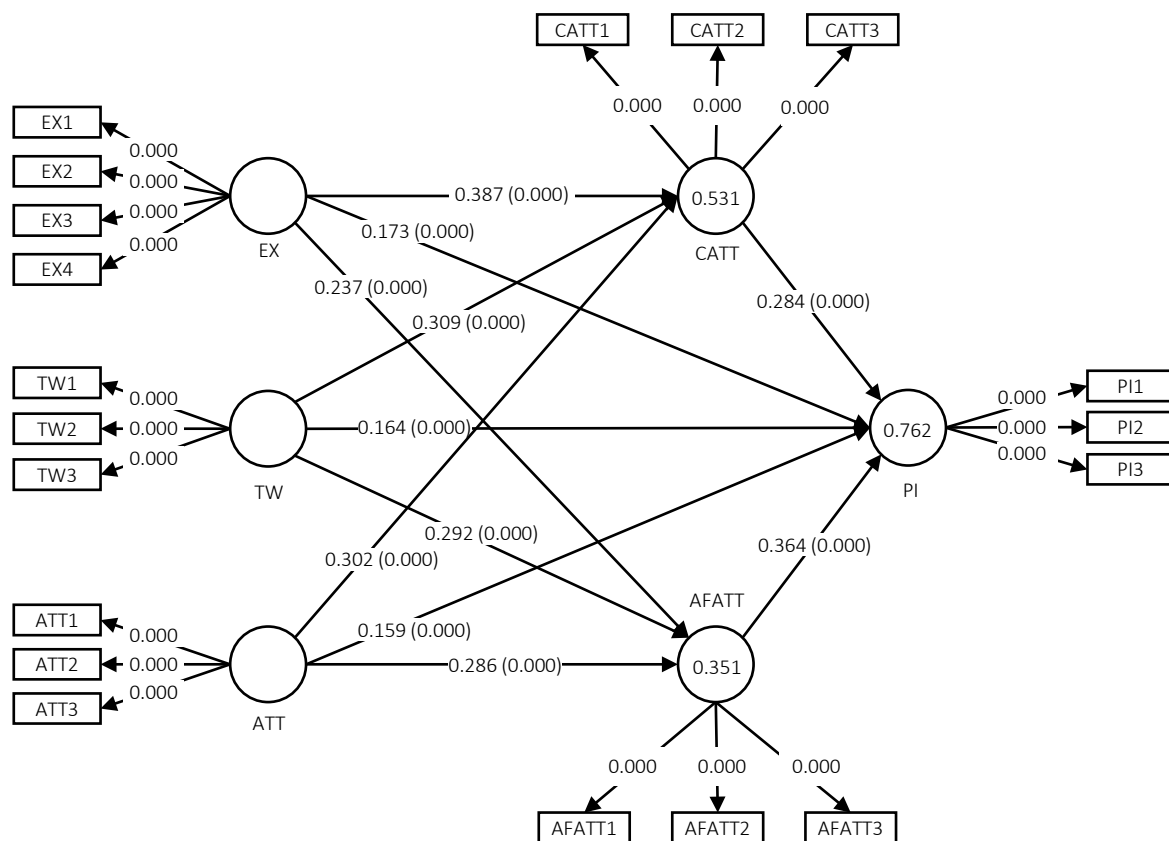 CATT1
CATT2
CATT3
0.000
0.000
0.000
EX1
EX2
EX3
EX4
0.000
0.000
0.000
0.000
EX
0.387 (0.000)
0.173 (0.000)
0.237 (0.000)
0.531
CATT
0.309 (0.000)
0.284 (0.000)
TW1
TW2
TW3
0.000
0.000
0.000
TW
0.164 (0.000)
0.762
PI
0.000
0.000
0.000
PI1
PI2
PI3
0.292 (0.000)
0.302 (0.000)
0.364 (0.000)
AFATT
ATT1
ATT2
ATT3
0.000
0.000
0.000
ATT
0.159 (0.000)
0.286 (0.000)
0.351
0.000
0.000
0.000
AFATT1
AFATT2
AFATT3